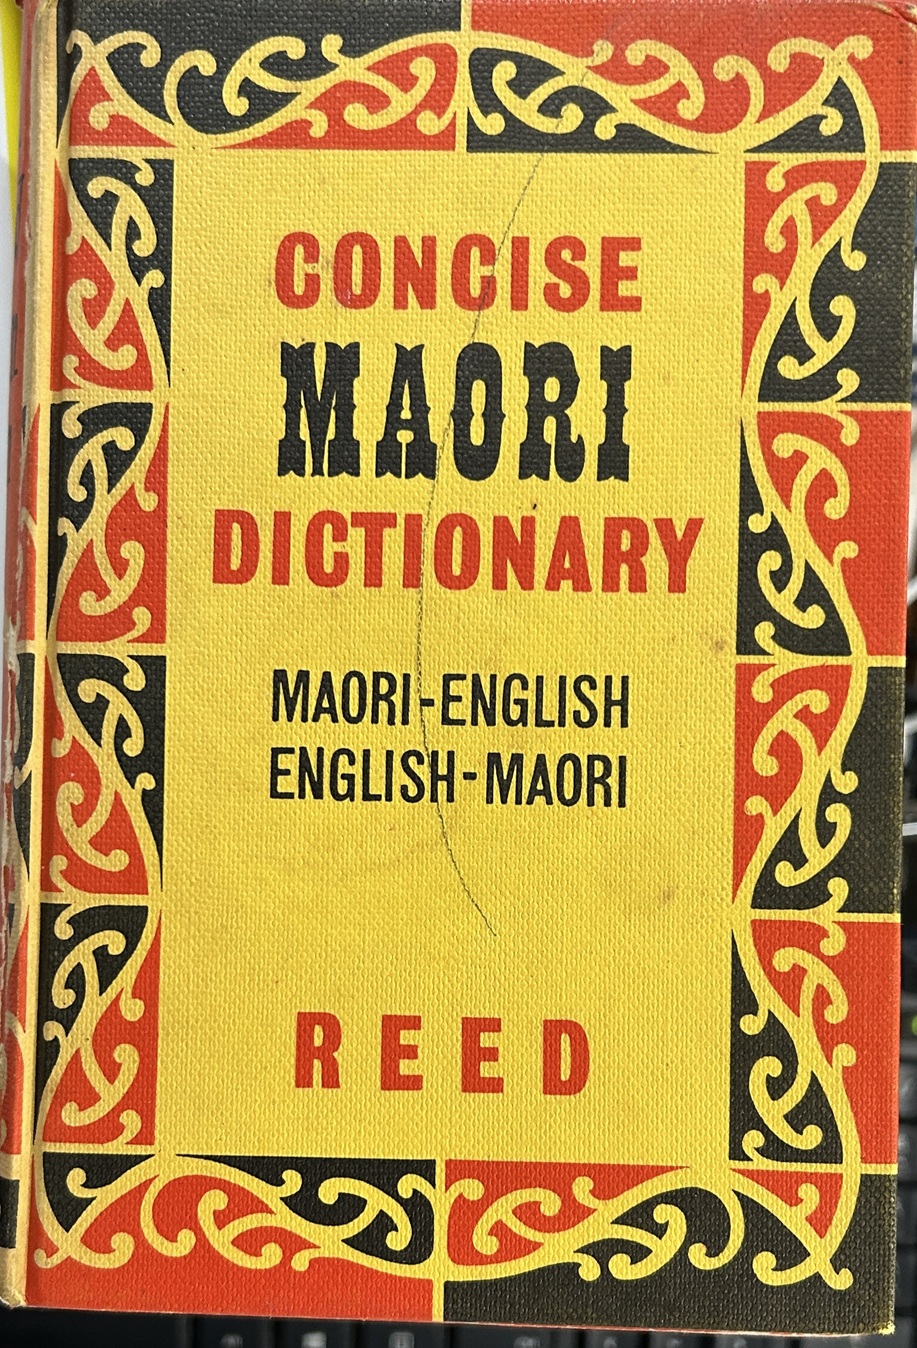 CONCISE
MAORI
DICTIONARY
MAORI-ENGLISH
ENGLISH-MAORI
REED